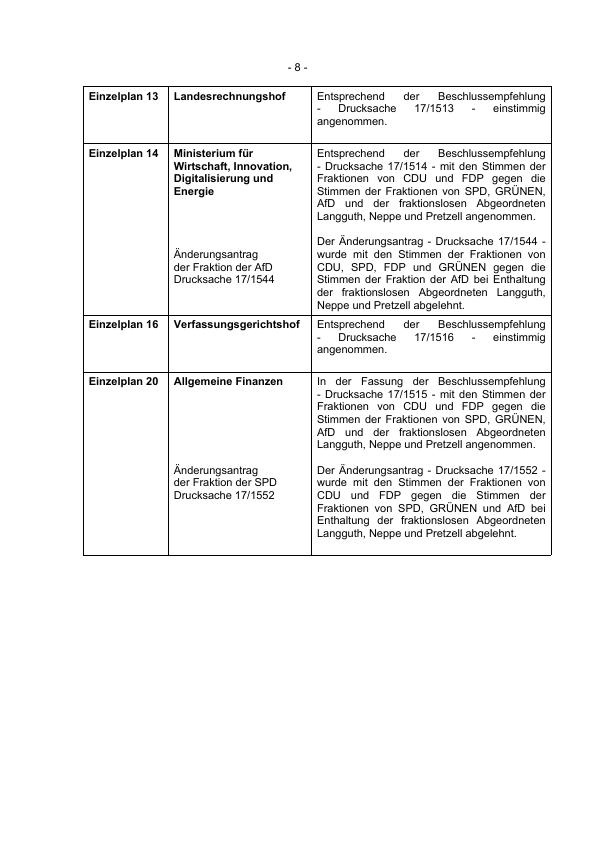 - 8 -
Einzelplan 13
Landesrechnungshof
Entsprechend der Beschlussempfehlung
- Drucksache 17/1513 - einstimmig
angenommen.
Einzelplan 14
Ministerium für
Wirtschaft, Innovation,
Digitalisierung und
Energie
Entsprechend der Beschlussempfehlung
- Drucksache 17/1514 - mit den Stimmen der
Fraktionen von CDU und FDP gegen die
Stimmen der Fraktionen von SPD, GRÜNEN,
AfD und der fraktionslosen Abgeordneten
Langguth, Neppe und Pretzell angenommen.
Änderungsantrag
der Fraktion der AfD
Drucksache 17/1544
Der Änderungsantrag - Drucksache 17/1544 -
wurde mit den Stimmen der Fraktionen von
CDU, SPD, FDP und GRÜNEN gegen die
Stimmen der Fraktion der AfD bei Enthaltung
der fraktionslosen Abgeordneten Langguth,
Neppe und Pretzell abgelehnt.
Einzelplan 16
Verfassungsgerichtshof
Entsprechend der Beschlussempfehlung
- Drucksache 17/1516 - einstimmig
angenommen.
Einzelplan 20
Allgemeine Finanzen
In der Fassung der Beschlussempfehlung
- Drucksache 17/1515 - mit den Stimmen der
Fraktionen von CDU und FDP gegen die
Stimmen der Fraktionen von SPD, GRÜNEN,
AfD und der fraktionslosen Abgeordneten
Langguth, Neppe und Pretzell angenommen.
Änderungsantrag
der Fraktion der SPD
Drucksache 17/1552
Der Änderungsantrag - Drucksache 17/1552 -
wurde mit den Stimmen der Fraktionen von
CDU und FDP gegen die Stimmen der
Fraktionen von SPD, GRÜNEN und AfD bei
Enthaltung der fraktionslosen Abgeordneten
Langguth, Neppe und Pretzell abgelehnt.